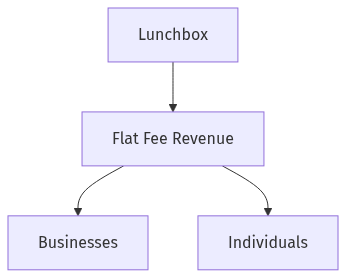 Lunchbox
Flat Fee Revenue
Businesses
Individuals